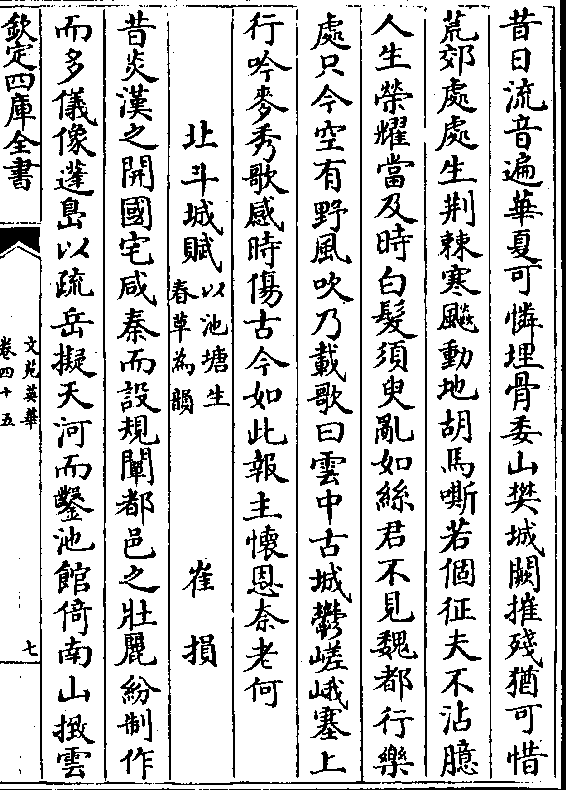 昔日流音遍華夏可憐埋骨委山樊城闕摧殘猶可惜
荒郊處處生荆棘寒飈動地胡馬嘶若個征夫不沾臆
人生榮耀當及時白髮須臾亂如絲君不見魏都行樂
處只今空有野風吹乃載歌曰雲中古城鬱嵯峨塞上
行吟麥秀歌感時傷古今如此報主懷恩奈老何
北斗城賦以池塘生春草為韻 崔損
昔炎漢之開國宅咸秦而設規闡都邑之壯麗紛制作
而多儀像蓬島以疏岳擬天河而鑿池館倚南山掀雲
欽定四庫全書
文苑英華
卷四十五
七